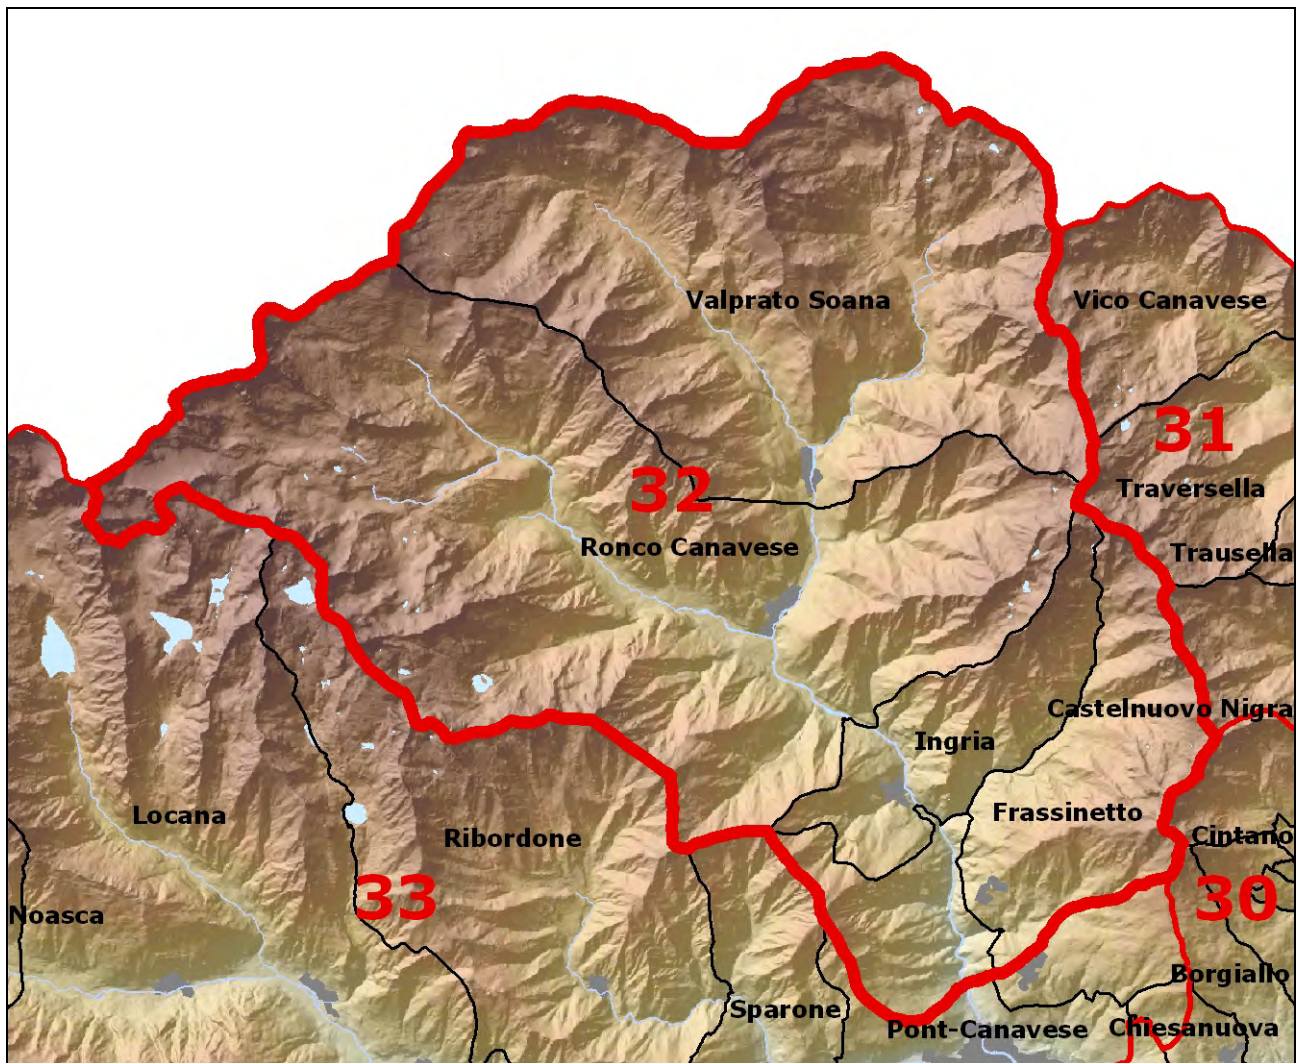 Valprato Soana
Vico Canavese
31
32
Traversella
Ronco Canavese
Trausella
Castelnuovo Nigra
Ingria
Frassinetto
Locana
Ribordone
Cintano
33
30
Noasca
Borgiallo
Sparone
Pont-Canavese
Chiesanuova